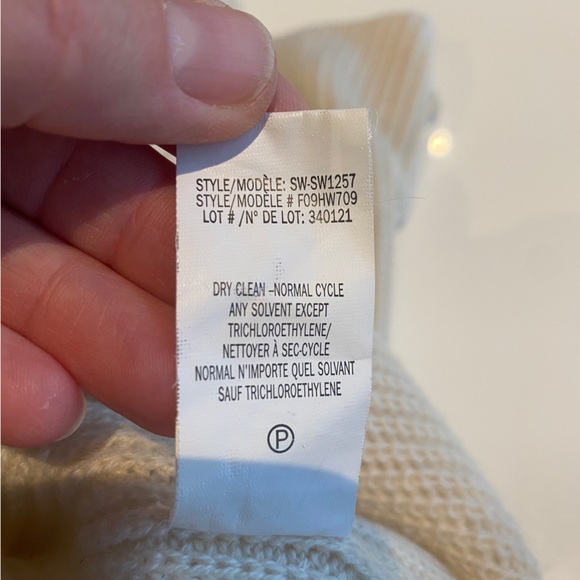 STYLE/MODÈLE: SW-SW1257
STYLE/MODÈLE # F09HW709
LOT # /N° DE LOT: 340121
DRY CLEAN –NORMAL CYCLE
ANY SOLVENT EXCEPT
TRICHLOROETHYLENE/
NETTOYER À SEC-CYCLE
NORMAL N'IMPORTE QUEL SOLVANT
SAUF TRICHLOROETHYLENE
P